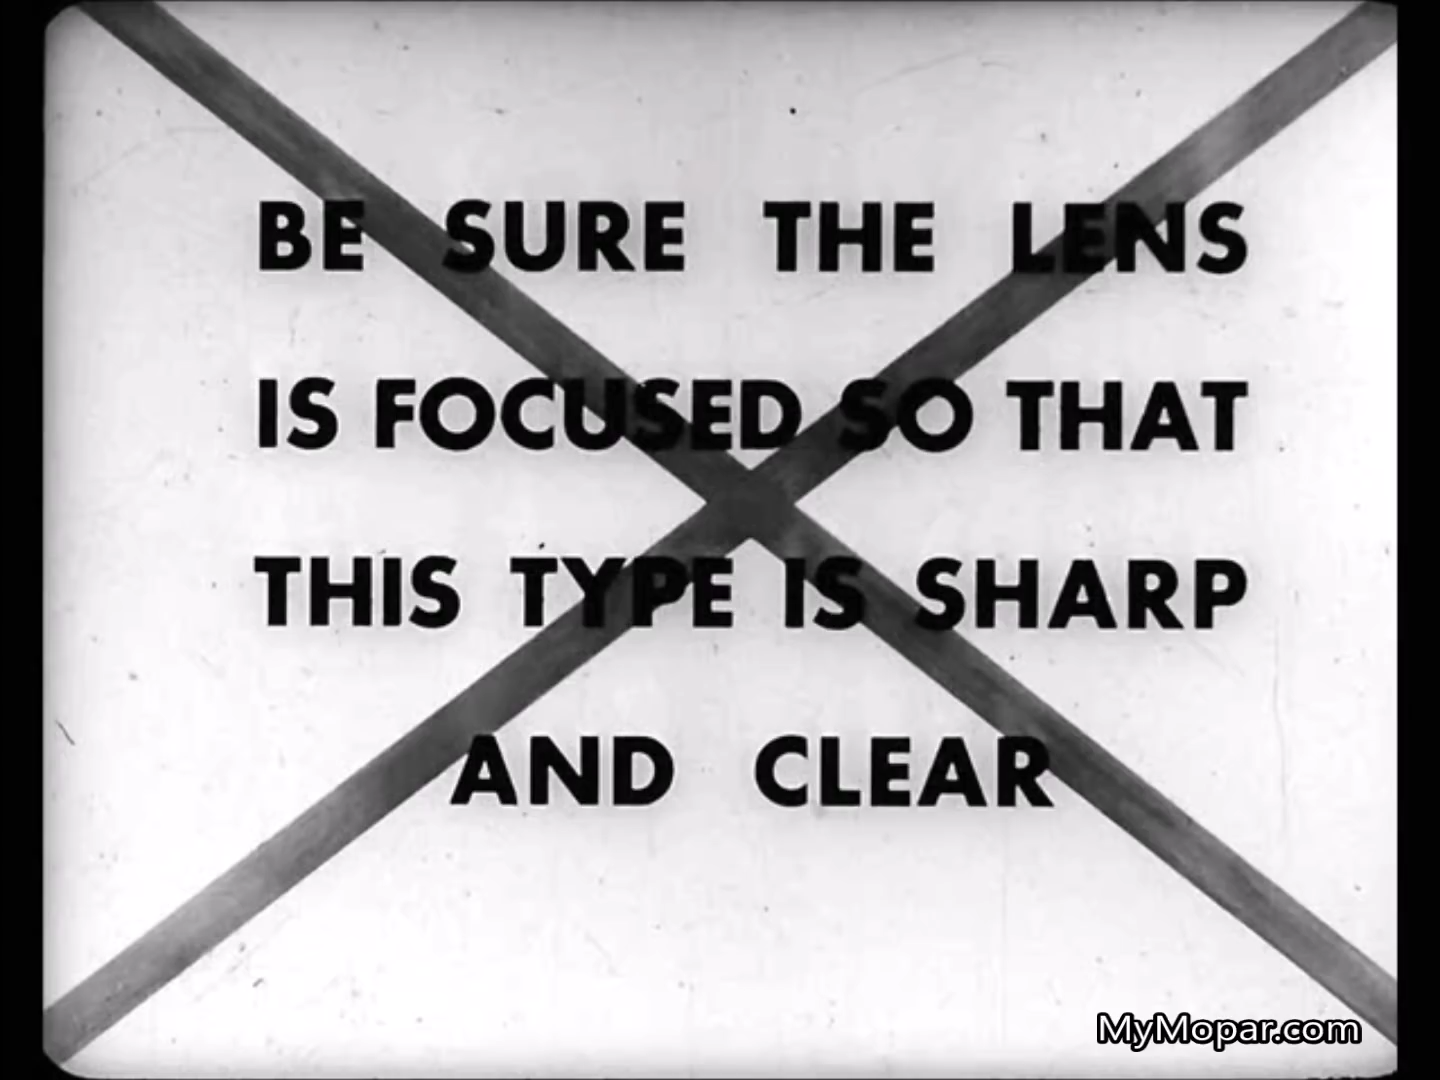 BE SURE THE LENS
IS FOCUSED SO THAT
THIS TYPE IS SHARP
AND CLEAR
MyMopar.com